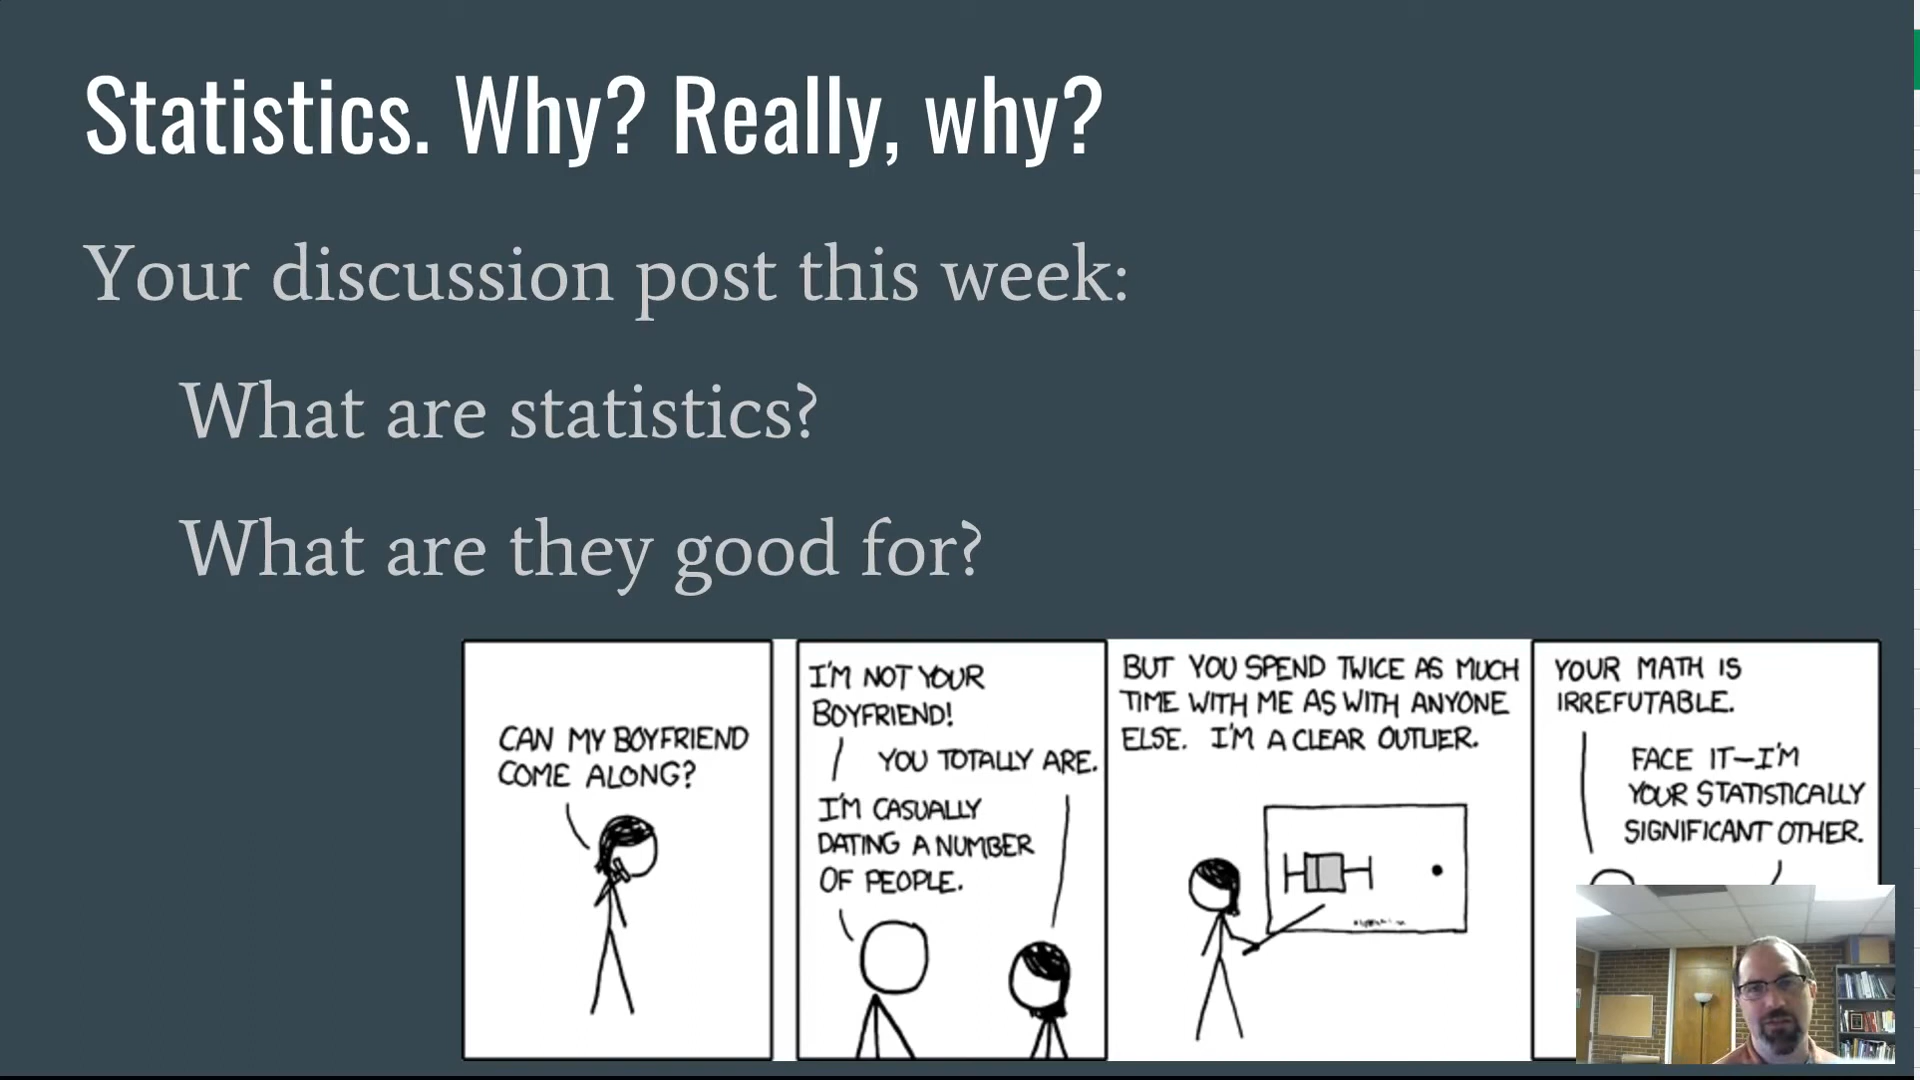 Statistics. Why? Really, why?
Your discussion post this week:
What are statistics?
What are they good for?
CAN MY BOYFRIEND
COME ALONG?
I'M NOT YOUR
BOYFRIEND!
YOU TOTALLY ARE.
I'M CASUALLY
DATING A NUMBER
OF PEOPLE.
BUT YOU SPEND TWICE AS MUCH
TIME WITH ME AS WITH ANYONE
ELSE. I'M A CLEAR OUTLIER.
YOUR MATH IS
IRREFUTABLE.
FACE IT—I'M
YOUR STATISTICALLY
SIGNIFICANT OTHER.